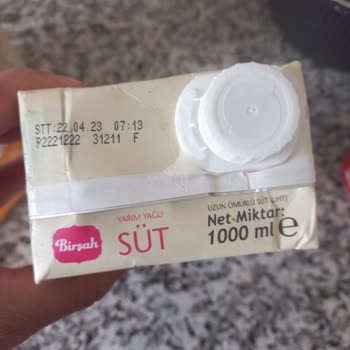 STT:22.04.23 07:13
P2221222 31211 F
Birşah
YARIM YAĞLI
SÜT
UZUN ÖMÜRLÜ SÜT (UHT)
Net Miktar:
1000 ml e